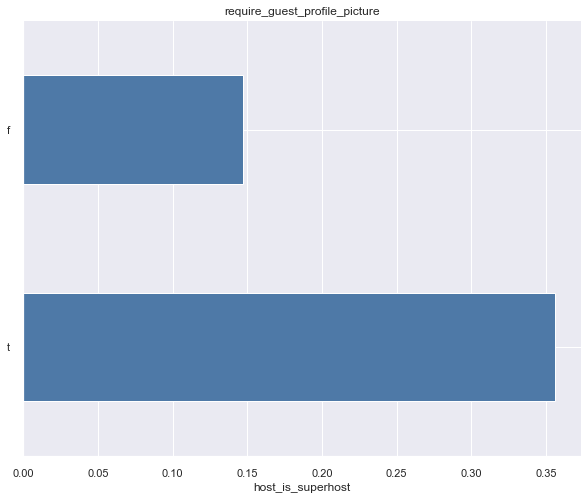 require_guest_profile_picture
f
t
0.00 0.05 0.10 0.15 0.20 0.25 0.30 0.35
host_is_superhost